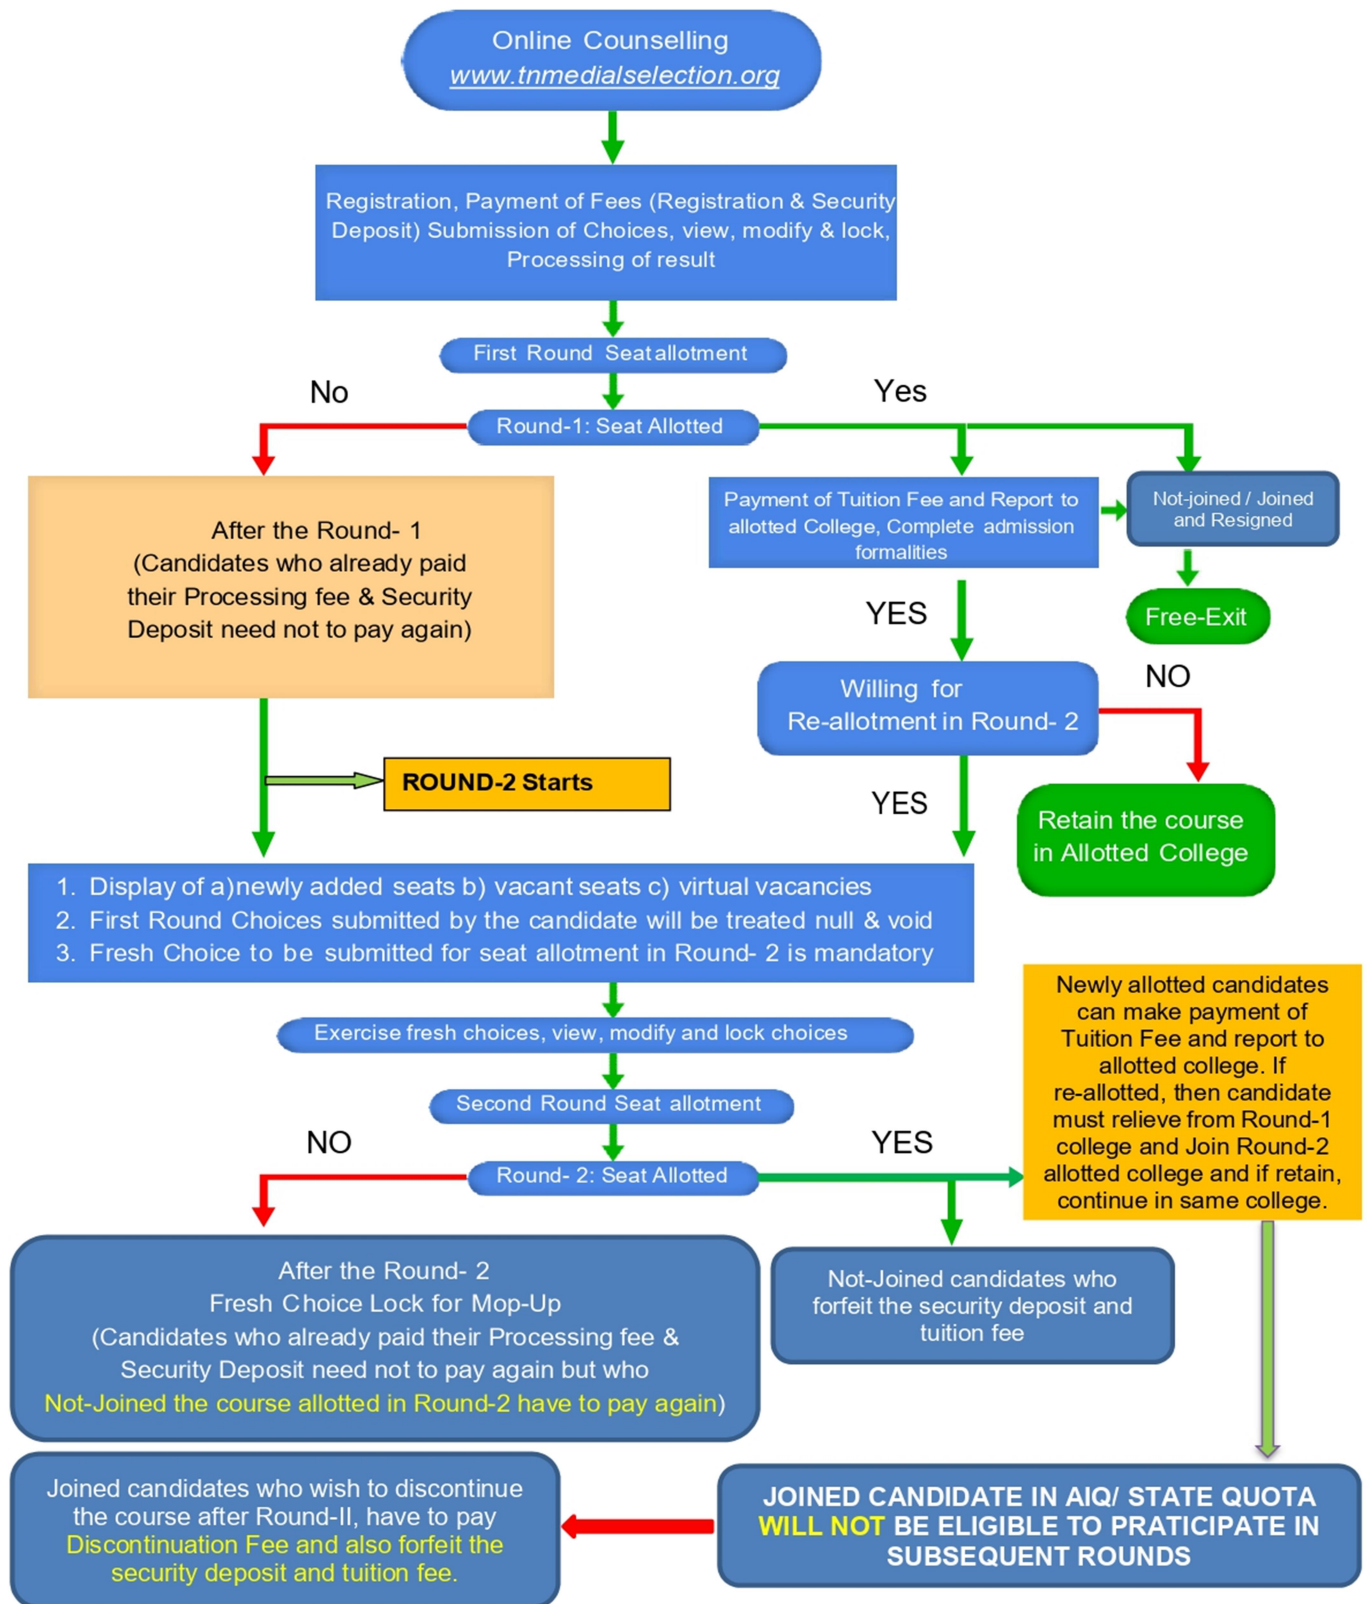 Online Counselling
www.tnmedialselection.org
Registration, Payment of Fees (Registration & Security
Deposit) Submission of Choices, view, modify & lock,
Processing of result
First Round Seat allotment
No
Yes
Round-1: Seat Allotted
After the Round- 1
(Candidates who already paid
their Processing fee & Security
Deposit need not to pay again)
Payment of Tuition Fee and Report to
allotted College, Complete admission
formalities
Not-joined / Joined
and Resigned
YES
Free-Exit
Willing for
Re-allotment in Round- 2
NO
ROUND-2 Starts
YES
Retain the course
in Allotted College
1. Display of a)newly added seats b) vacant seats c) virtual vacancies
2. First Round Choices submitted by the candidate will be treated null & void
3. Fresh Choice to be submitted for seat allotment in Round- 2 is mandatory
Exercise fresh choices, view, modify and lock choices
Second Round Seat allotment
NO
YES
Round- 2: Seat Allotted
Newly allotted candidates
can make payment of
Tuition Fee and report to
allotted college. If
re-allotted, then candidate
must relieve from Round-1
college and Join Round-2
allotted college and if retain,
continue in same college.
After the Round- 2
Fresh Choice Lock for Mop-Up
(Candidates who already paid their Processing fee &
Security Deposit need not to pay again but who
Not-Joined the course allotted in Round-2 have to pay again)
Not-Joined candidates who
forfeit the security deposit and
tuition fee
Joined candidates who wish to discontinue
the course after Round-II, have to pay
Discontinuation Fee and also forfeit the
security deposit and tuition fee.
JOINED CANDIDATE IN AIQ/ STATE QUOTA
WILL NOT BE ELIGIBLE TO PRATICIPATE IN
SUBSEQUENT ROUNDS